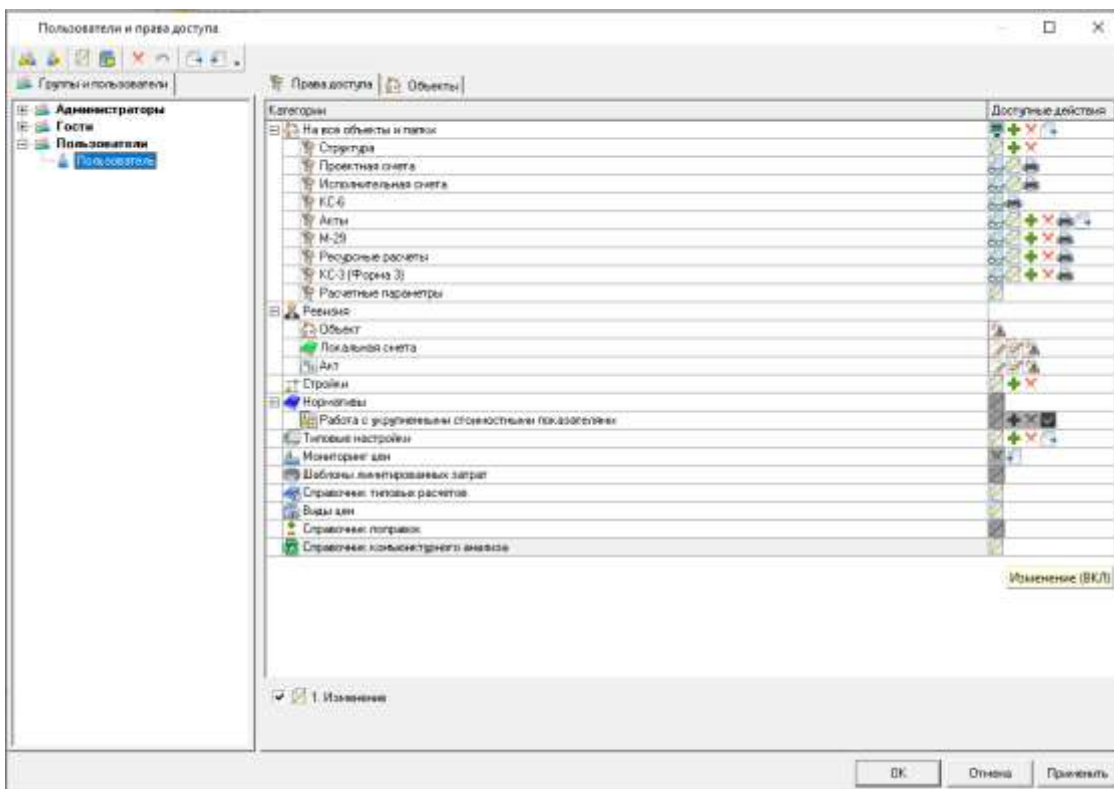 Пользователи и права доступа
Группы и пользователи
Права доступа
Объекты
Администраторы
Гости
Пользователи
Пользователь
Категории
Доступные действия
На все объекты и папки
Структура
Проектная смета
Исполнительная смета
КС-6
Акты
М-29
Ресурсные расчеты
КС-3 (Форма 3)
Расчетные параметры
Ревизия
Объект
Локальная смета
Акт
Стройки
Нормативы
Работа с укрупненными стоимостными показателями
Типовые настройки
Мониторинг цен
Шаблоны лимитированных затрат
Справочник типовых расчетов
Виды цен
Справочник поправок
Справочник конъюнктурного анализа
Изменение (ВКЛ)
1. Изменение
ОК
Отмена
Применить